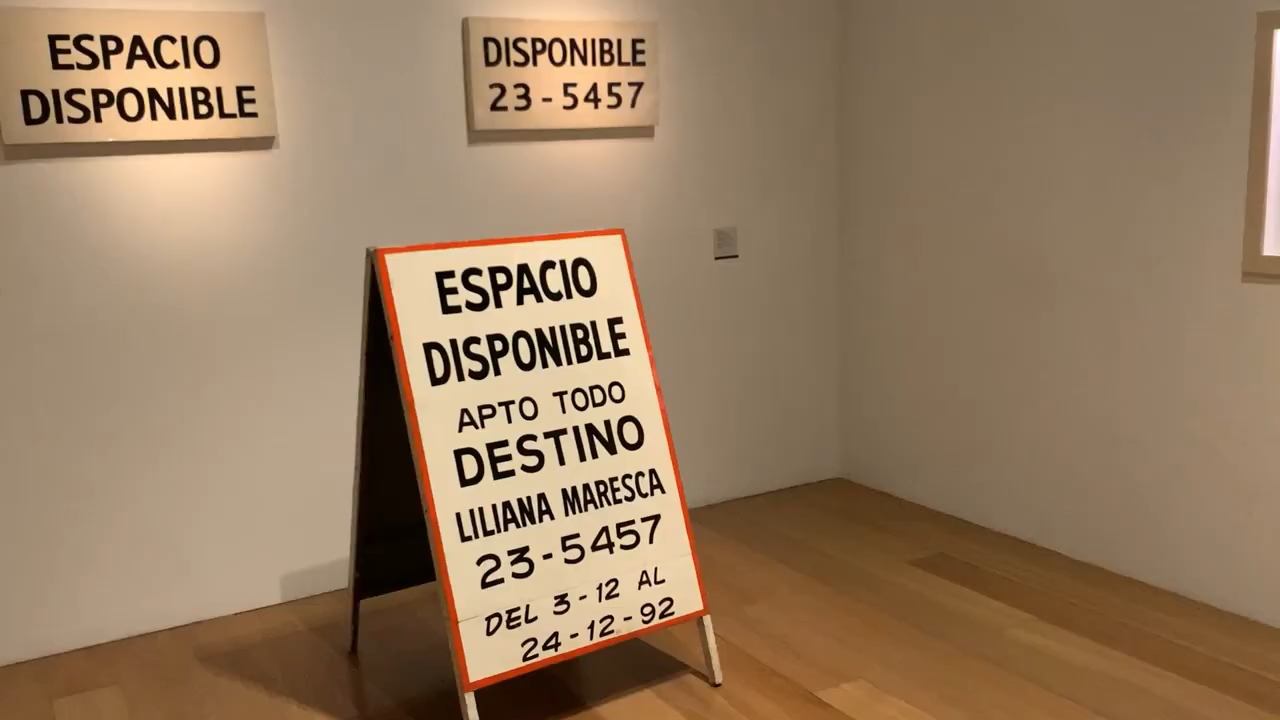 ESPACIO
DISPONIBLE
DISPONIBLE
23-5457
ESPACIO
DISPONIBLE
APTO TODO
DESTINO
LILIANA MARESCA
23-5457
DEL 3-12 AL
24-12-92